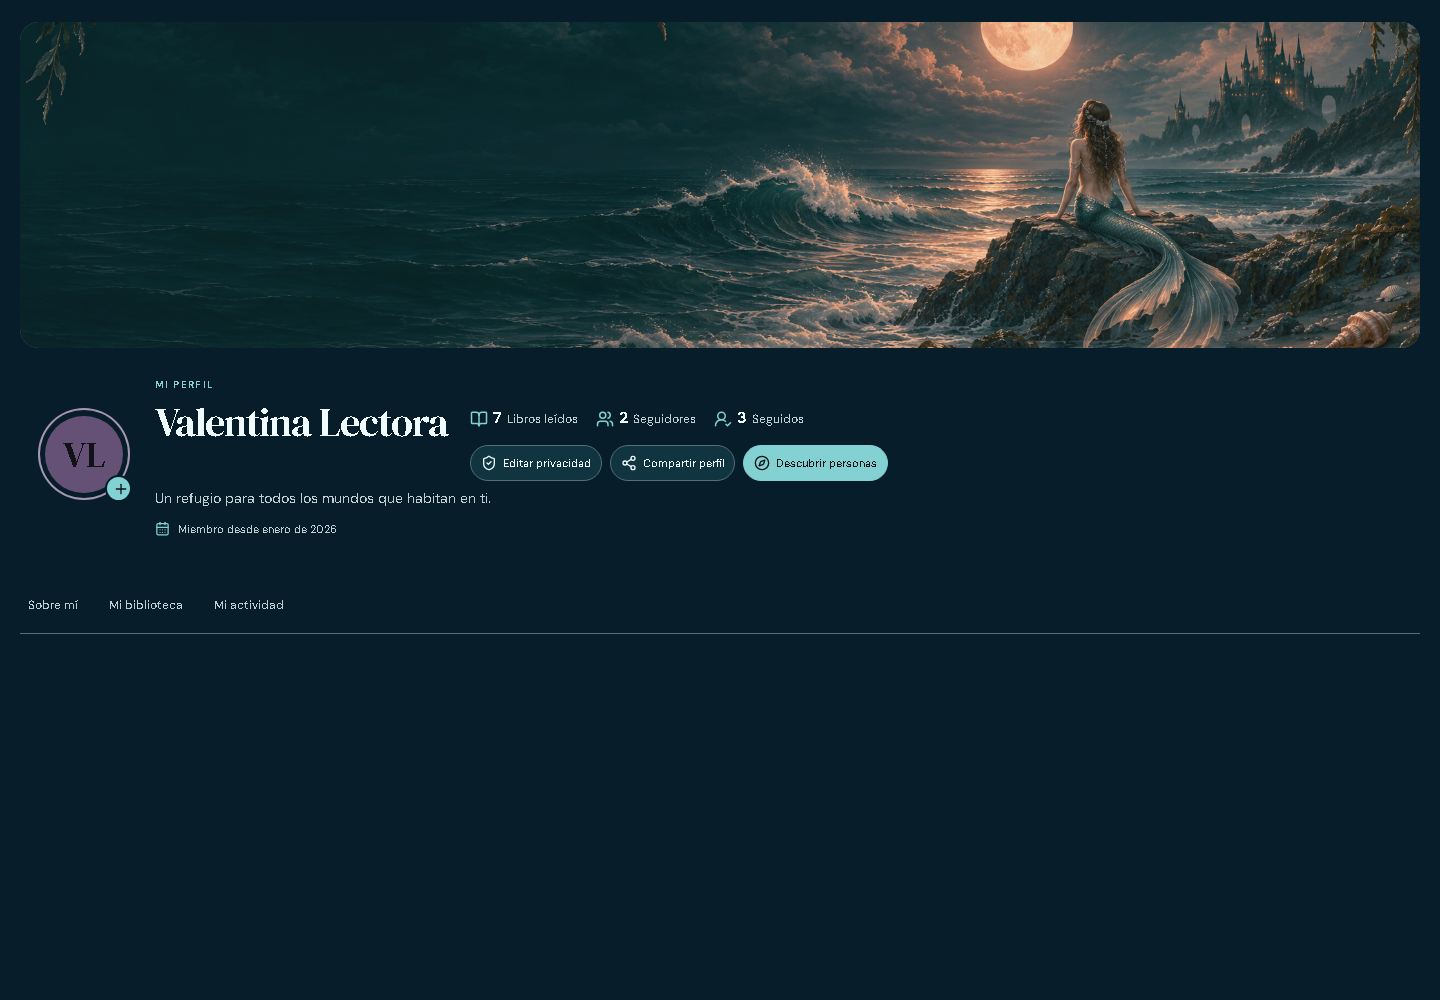 MI PERFIL
Valentina Lectora
7 Libros leídos
2 Seguidores
3 Seguidos
VL
Editar privacidad
Compartir perfil
Descubrir personas
Un refugio para todos los mundos que habitan en ti.
Miembro desde enero de 2026
Sobre mí
Mi biblioteca
Mi actividad